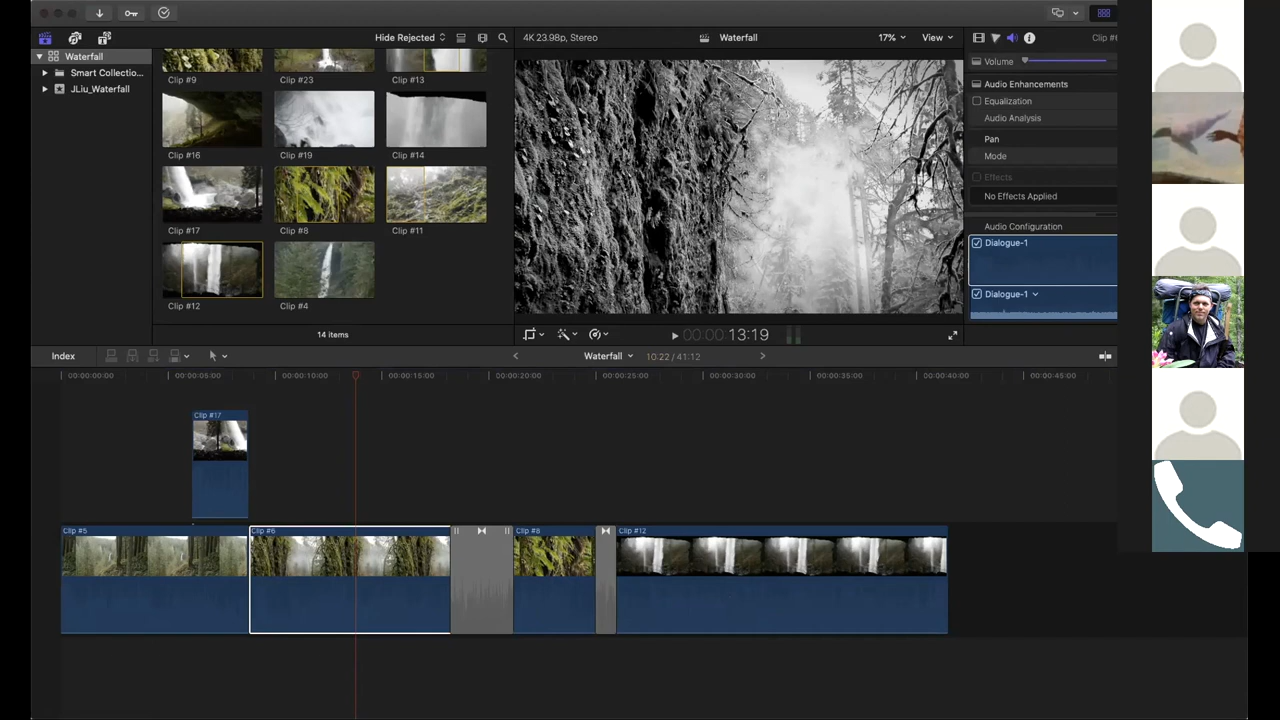 Hide Rejected
4K 23.98p, Stereo
Waterfall
17%
View
Waterfall
Smart Collectio...
JLiu_Waterfall
Clip #9
Clip #23
Clip #13
Clip #16
Clip #19
Clip #14
Clip #17
Clip #8
Clip #11
Clip #12
Clip #4
14 items
00:00:13:19
Volume
Audio Enhancements
Equalization
Audio Analysis
Pan
Mode
Effects
No Effects Applied
Audio Configuration
Dialogue-1
Dialogue-1
Index
Waterfall
10:22 / 41:12
00:00:00:00
00:00:05:00
00:00:10:00
00:00:15:00
00:00:20:00
00:00:25:00
00:00:30:00
00:00:35:00
00:00:40:00
00:00:45:00
Clip #17
Clip #5
Clip #6
Clip #8
Clip #12